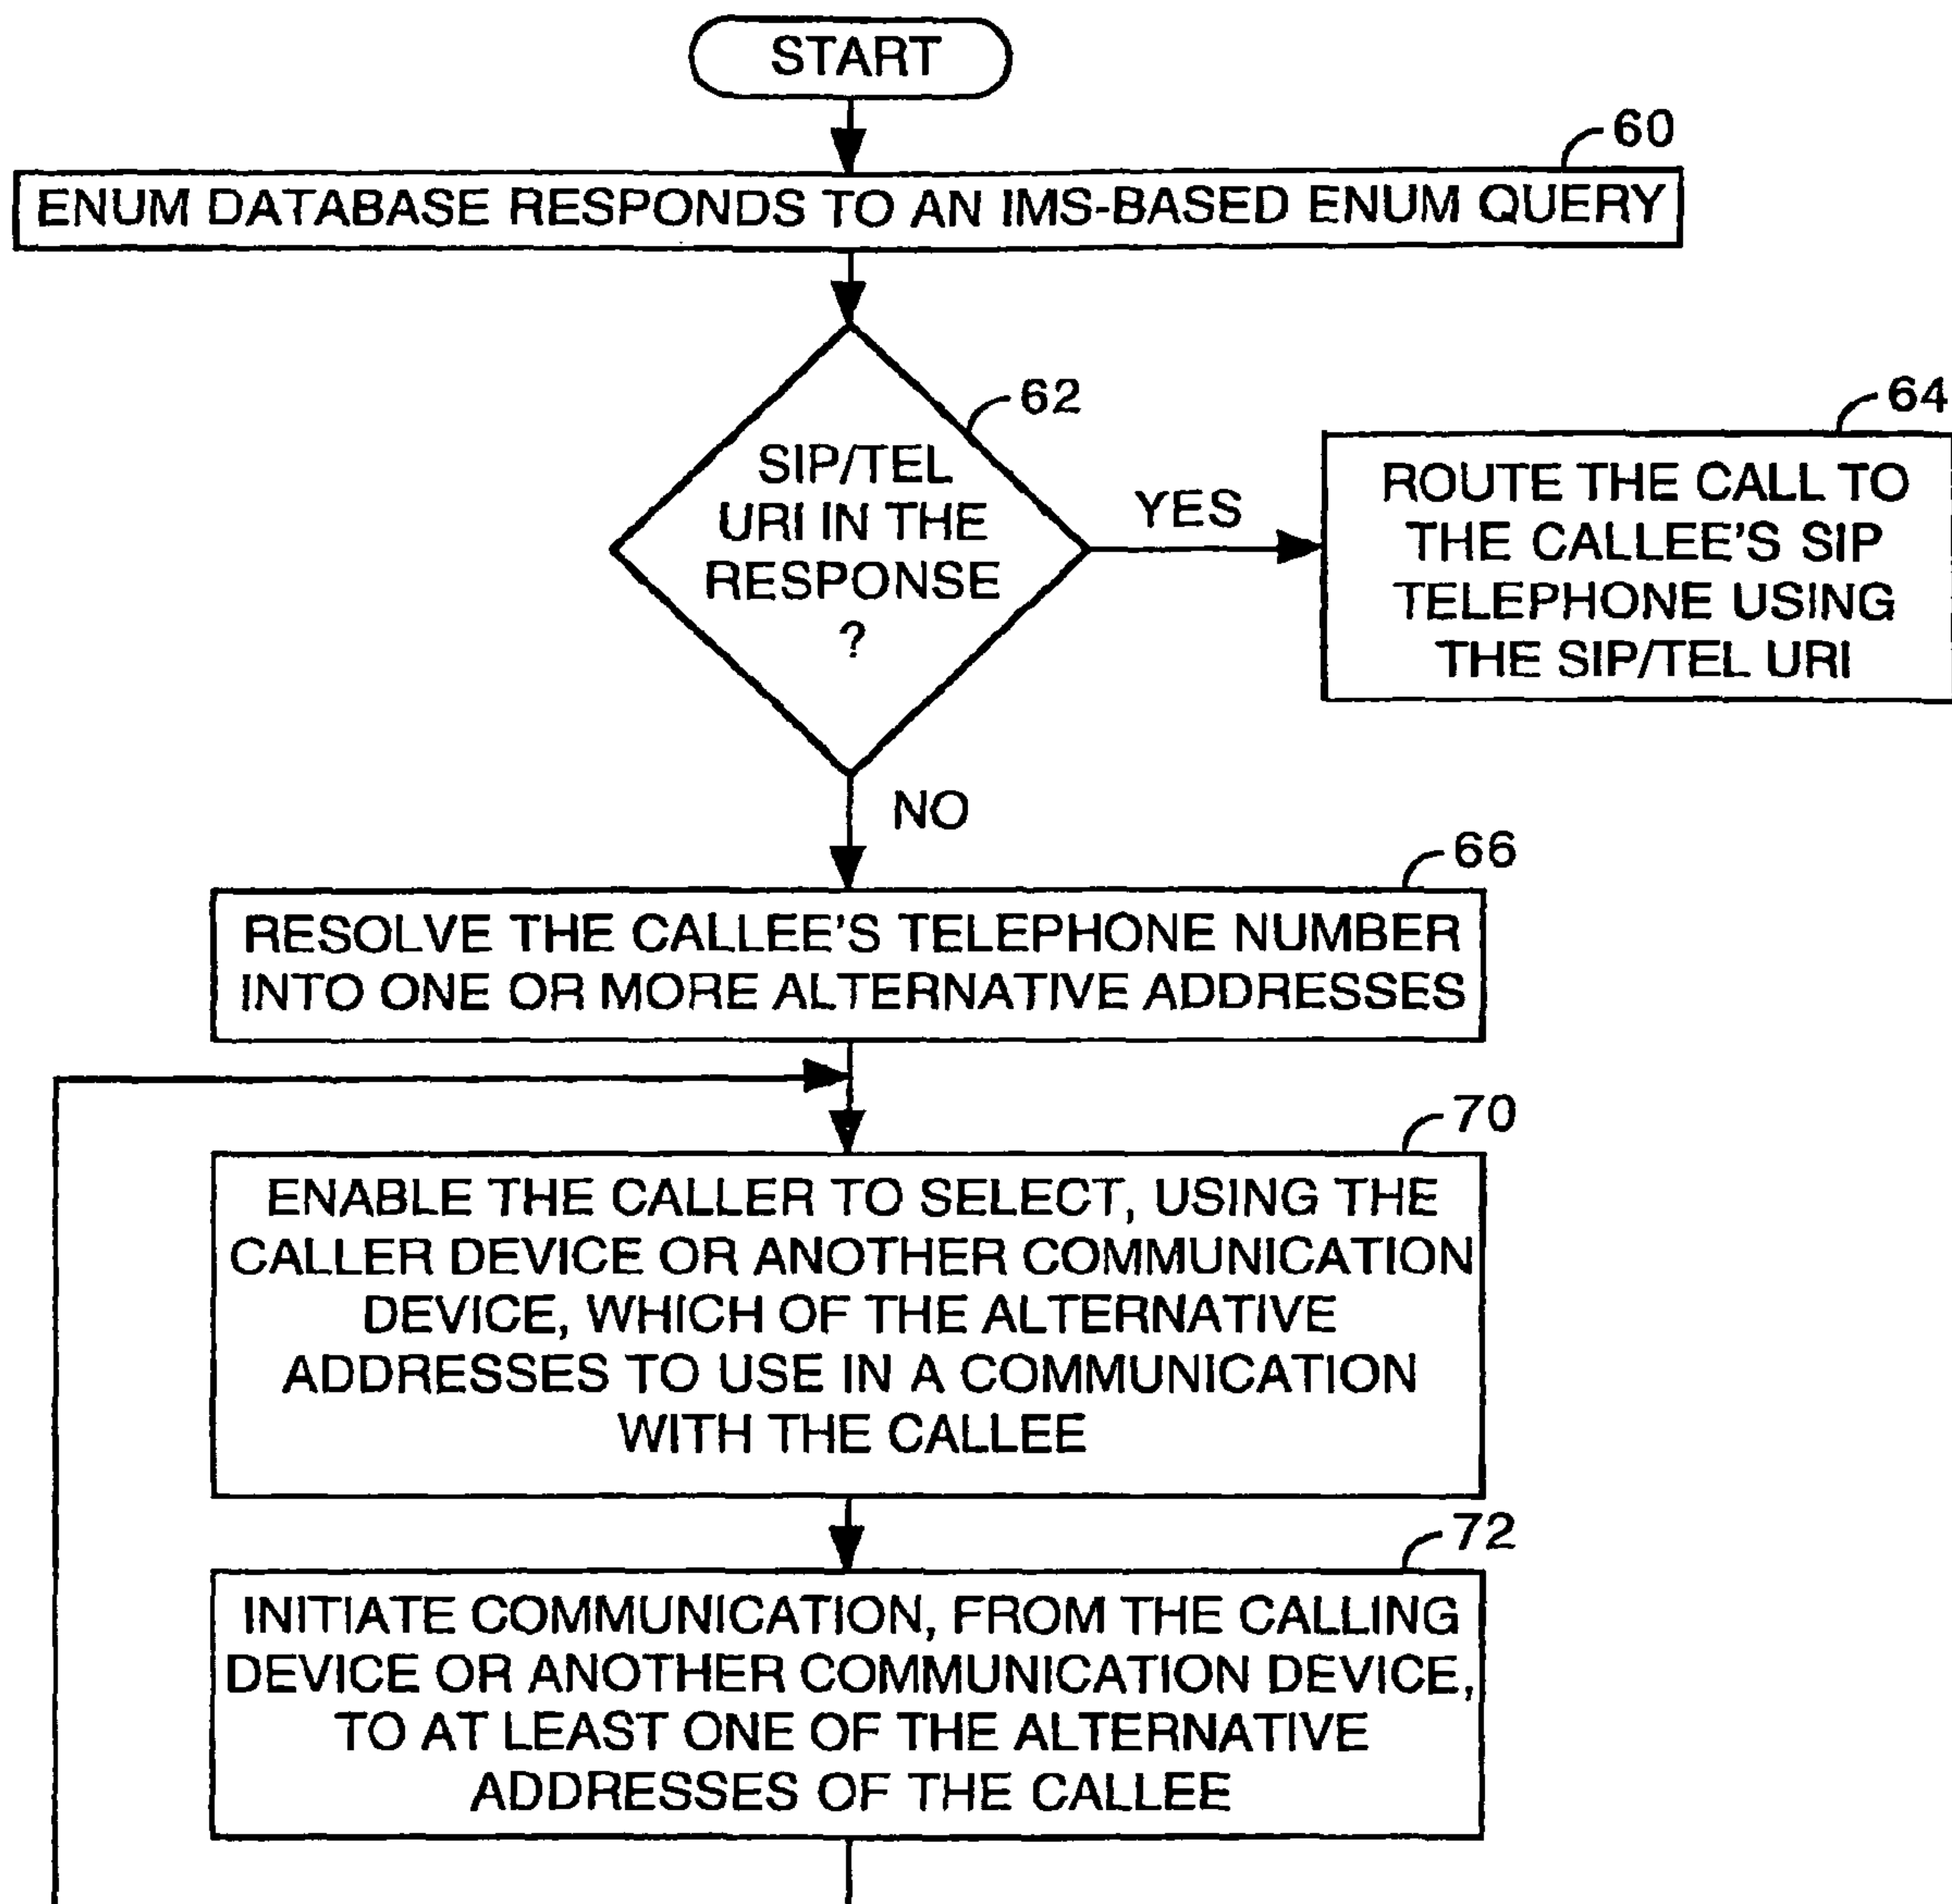 START
60
ENUM DATABASE RESPONDS TO AN IMS-BASED ENUM QUERY
62
SIP/TEL
URI IN THE
RESPONSE
?
YES
64
ROUTE THE CALL TO
THE CALLEE'S SIP
TELEPHONE USING
THE SIP/TEL URI
NO
66
RESOLVE THE CALLEE'S TELEPHONE NUMBER
INTO ONE OR MORE ALTERNATIVE ADDRESSES
70
ENABLE THE CALLER TO SELECT, USING THE
CALLER DEVICE OR ANOTHER COMMUNICATION
DEVICE, WHICH OF THE ALTERNATIVE
ADDRESSES TO USE IN A COMMUNICATION
WITH THE CALLEE
72
INITIATE COMMUNICATION, FROM THE CALLING
DEVICE OR ANOTHER COMMUNICATION DEVICE,
TO AT LEAST ONE OF THE ALTERNATIVE
ADDRESSES OF THE CALLEE